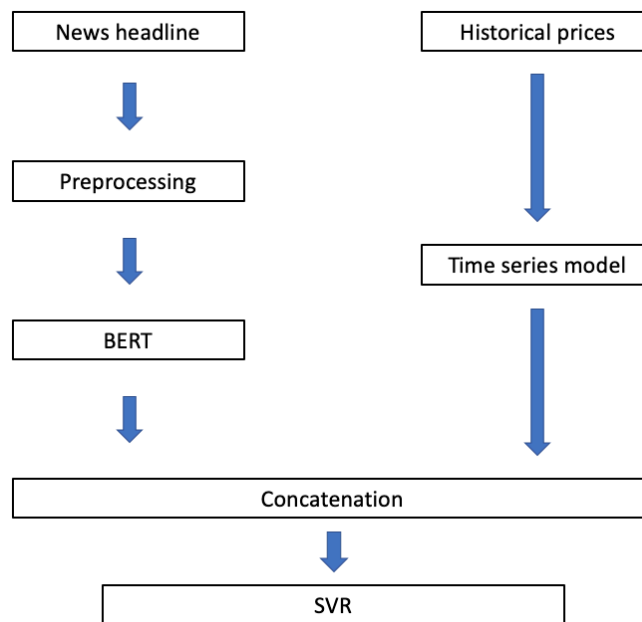 News headline
Historical prices
Preprocessing
Time series model
BERT
Concatenation
SVR